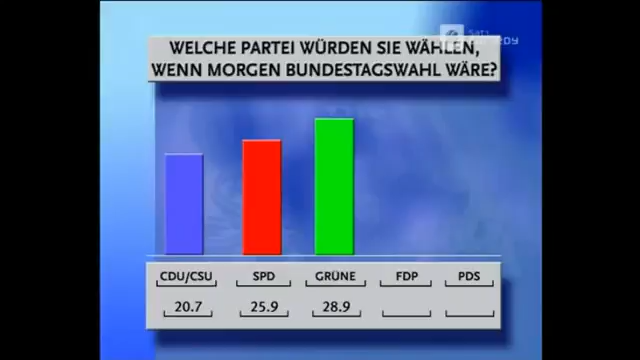 Sat1
WELCHE PARTEI WÜRDEN SIE WÄHLEN,
WENN MORGEN BUNDESTAGSWAHL WÄRE?
CDU/CSU SPD GRÜNE FDP PDS
20.7 25.9 28.9